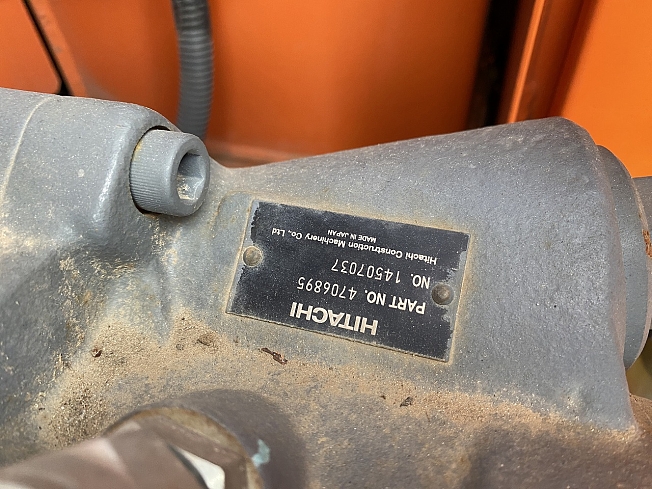 HITACHI
PART NO. 4706895
NO. 14507037
Hitachi Construction Machinery Co., Ltd
MADE IN JAPAN